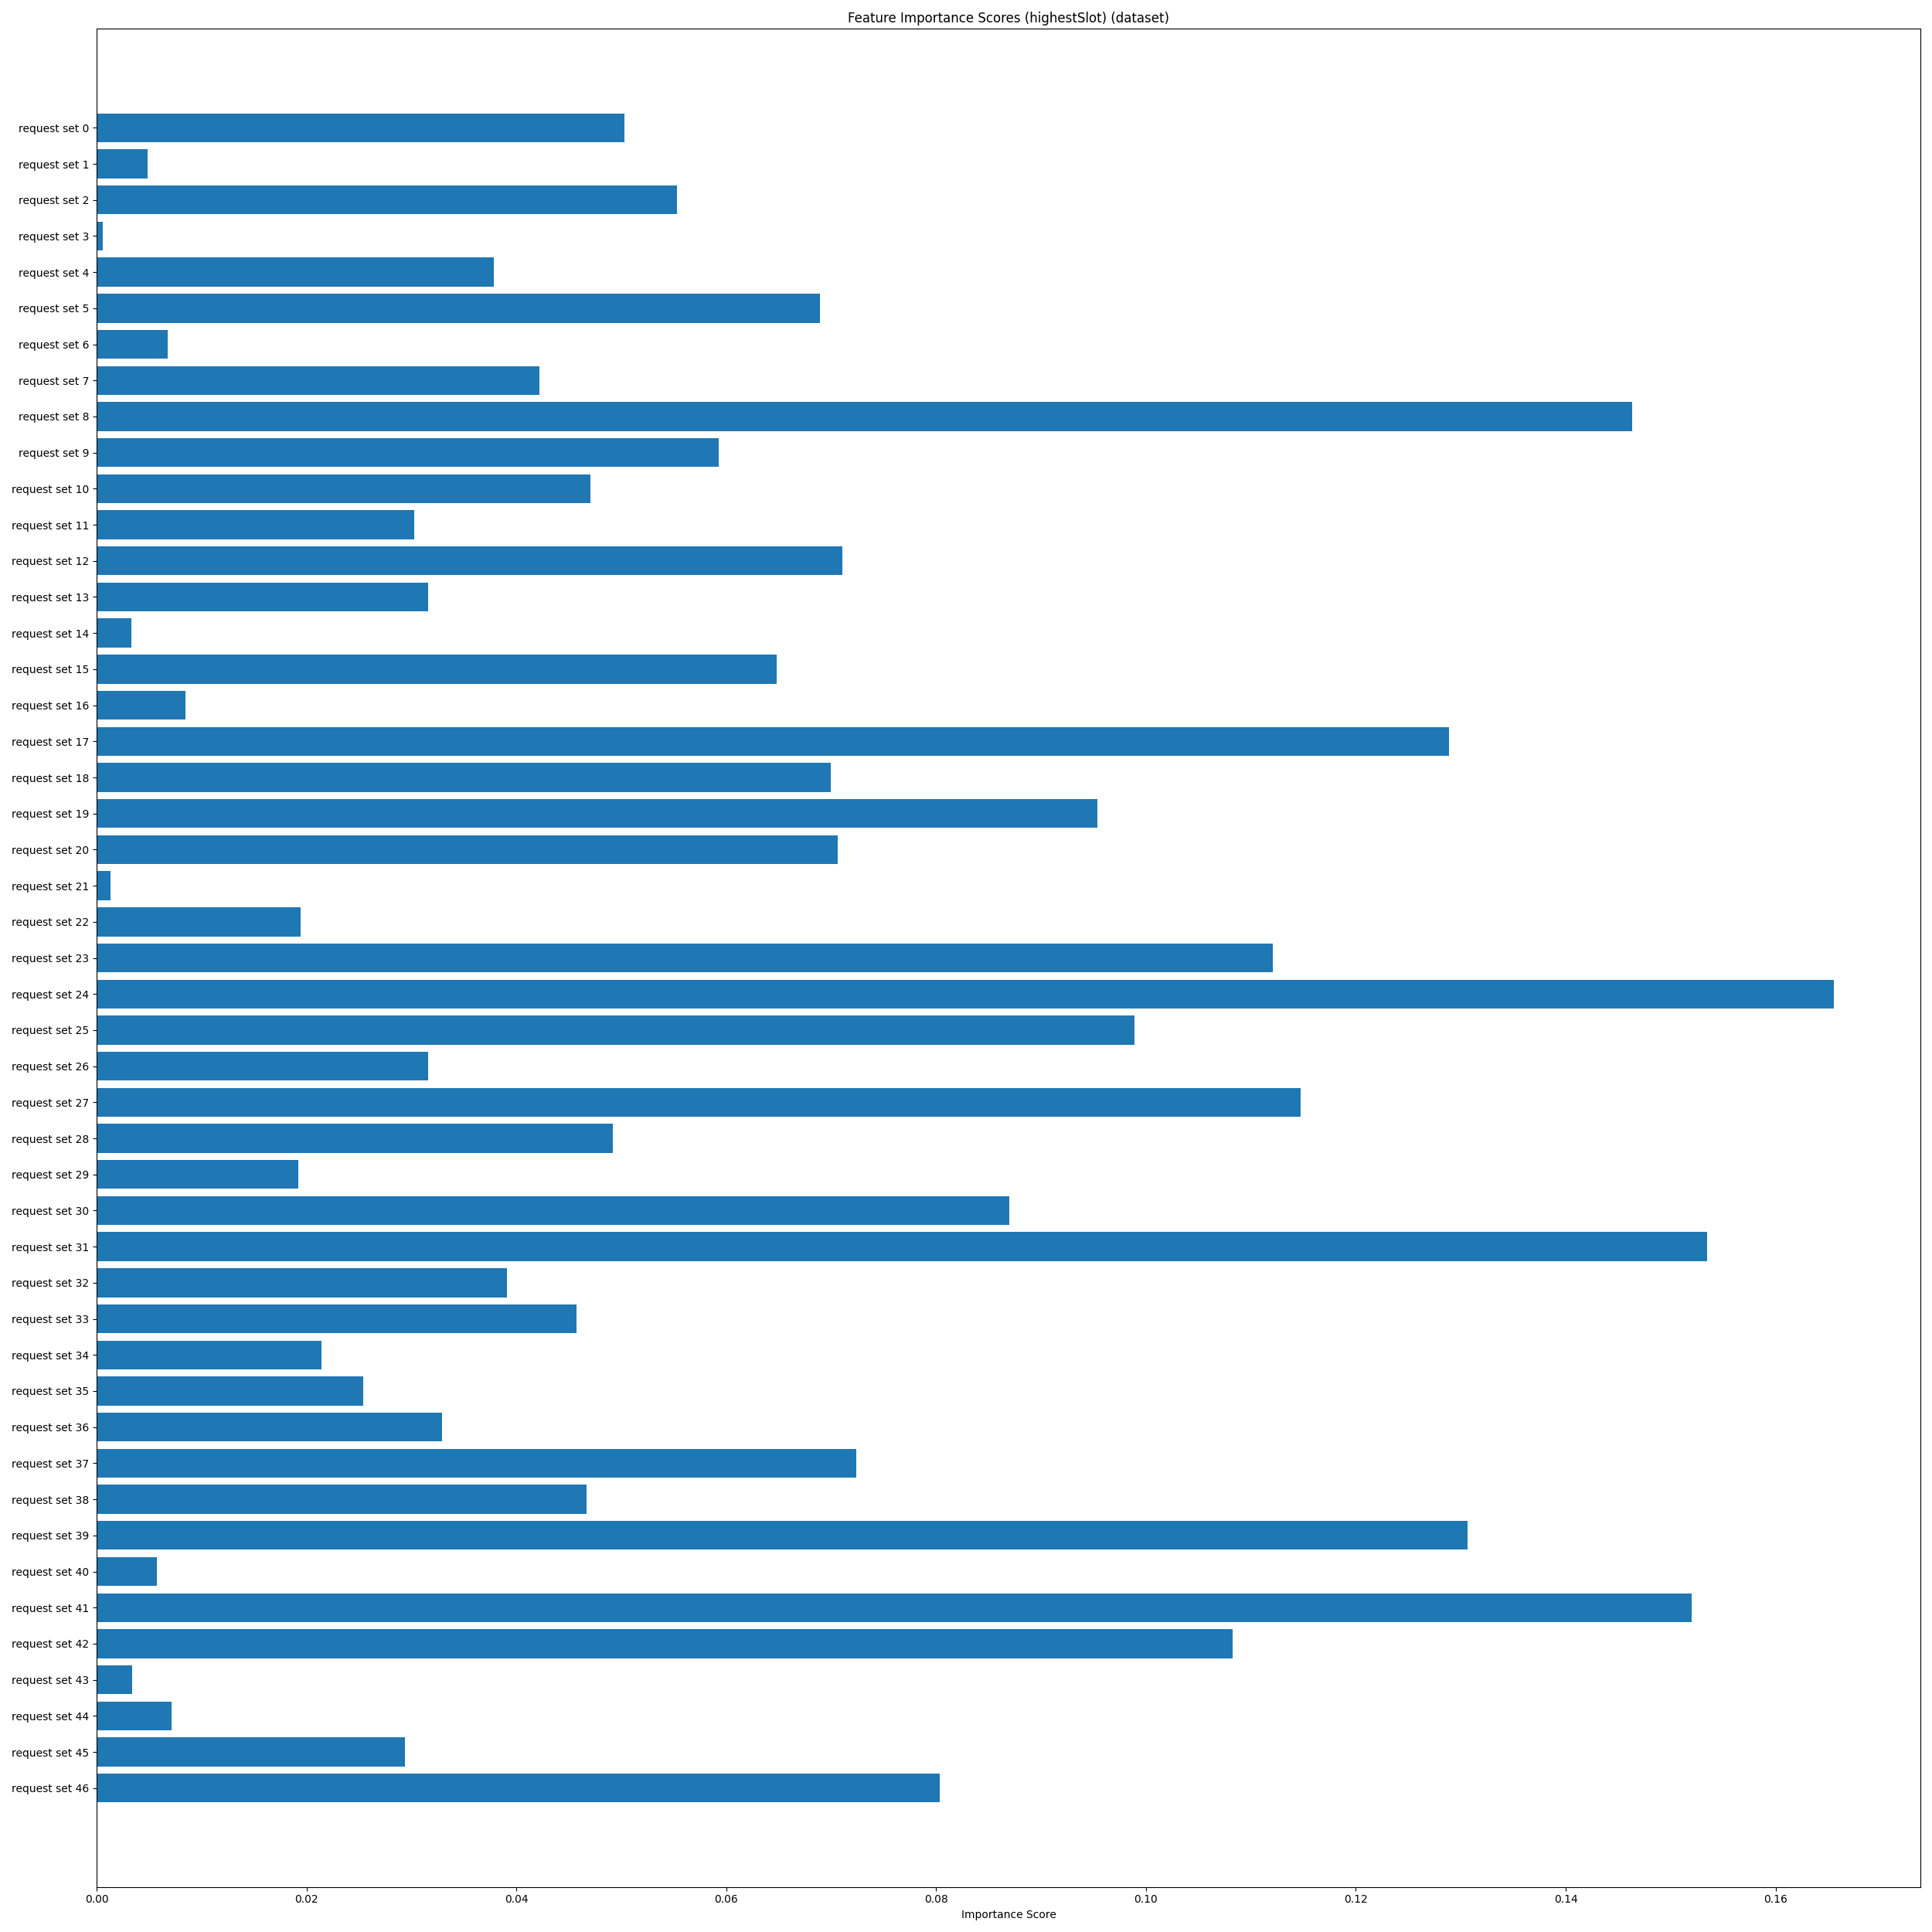 Feature Importance Scores (highestSlot) (dataset)
request set 0
request set 1
request set 2
request set 3
request set 4
request set 5
request set 6
request set 7
request set 8
request set 9
request set 10
request set 11
request set 12
request set 13
request set 14
request set 15
request set 16
request set 17
request set 18
request set 19
request set 20
request set 21
request set 22
request set 23
request set 24
request set 25
request set 26
request set 27
request set 28
request set 29
request set 30
request set 31
request set 32
request set 33
request set 34
request set 35
request set 36
request set 37
request set 38
request set 39
request set 40
request set 41
request set 42
request set 43
request set 44
request set 45
request set 46
0.00 0.02 0.04 0.06 0.08 0.10 0.12 0.14 0.16
Importance Score